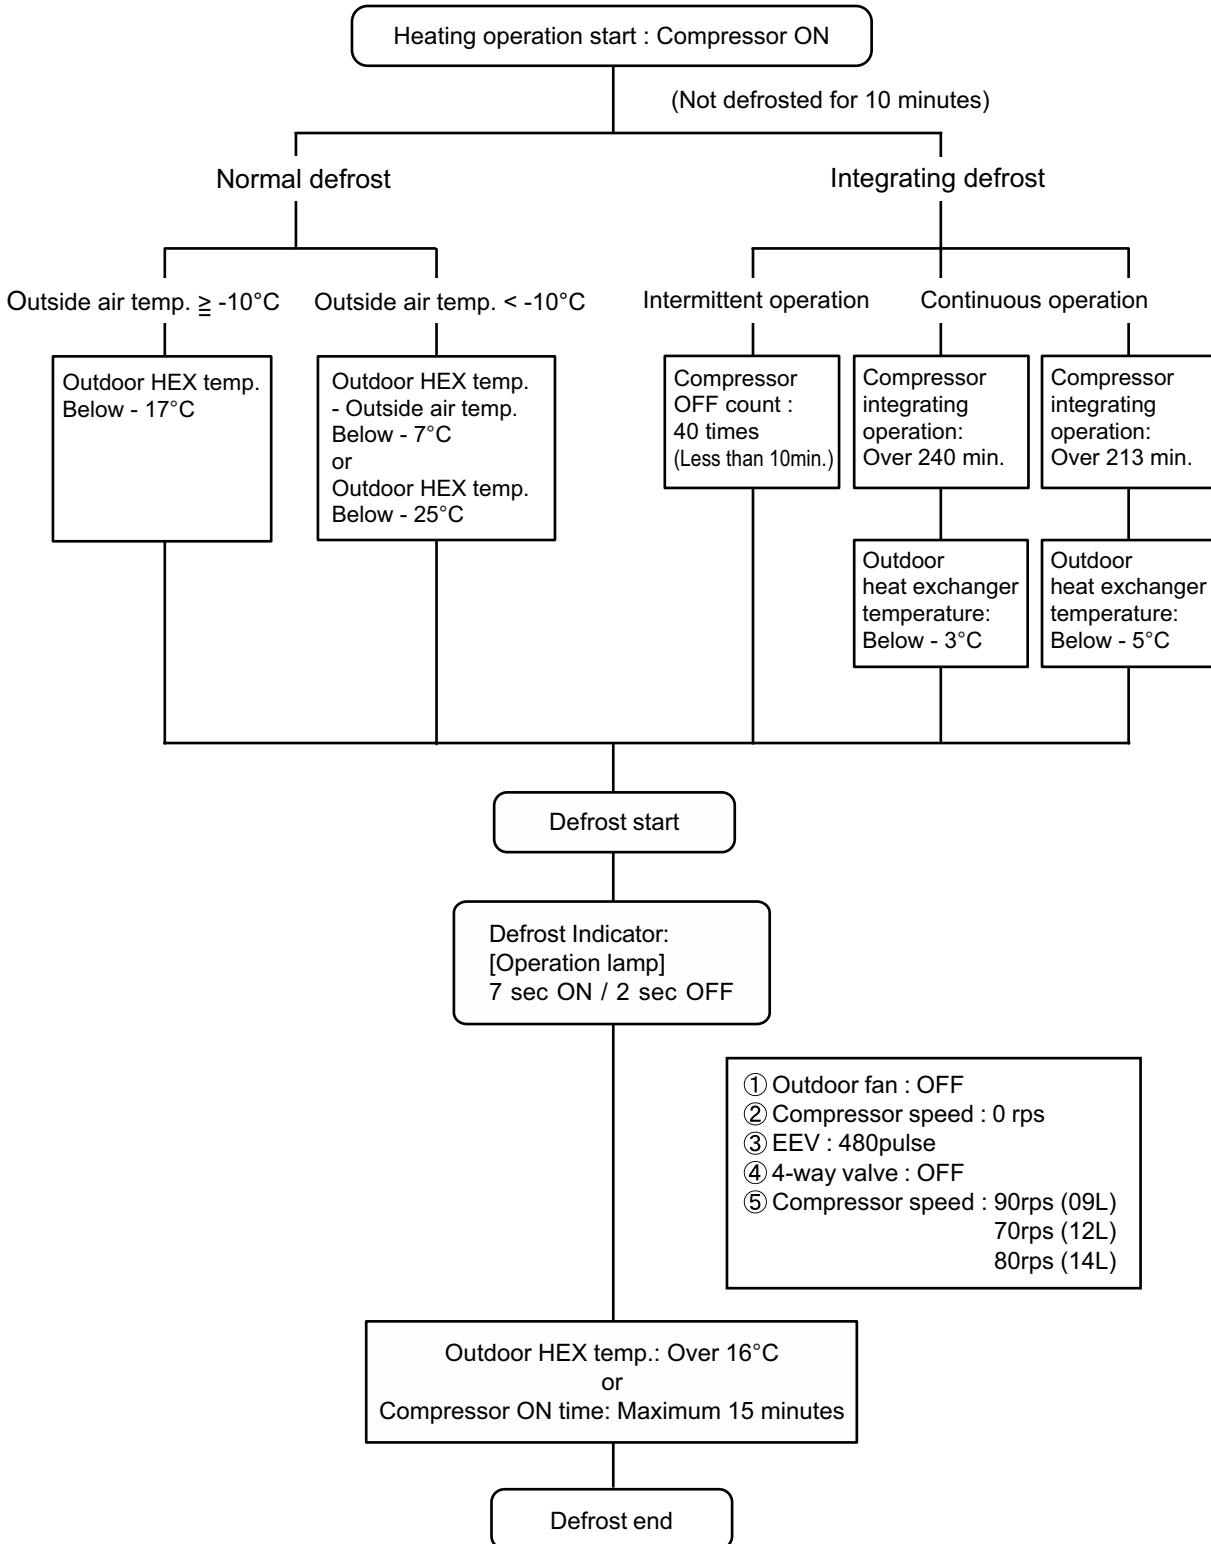 Heating operation start : Compressor ON
(Not defrosted for 10 minutes)
Normal defrost
Integrating defrost
Outside air temp. ≧ -10°C
Outside air temp. < -10°C
Intermittent operation
Continuous operation
Outdoor HEX temp.
Below - 17°C
Outdoor HEX temp.
- Outside air temp.
Below - 7°C
or
Outdoor HEX temp.
Below - 25°C
Compressor
OFF count :
40 times
(Less than 10min.)
Compressor
integrating
operation:
Over 240 min.
Compressor
integrating
operation:
Over 213 min.
Outdoor
heat exchanger
temperature:
Below - 3°C
Outdoor
heat exchanger
temperature:
Below - 5°C
Defrost start
Defrost Indicator:
[Operation lamp]
7 sec ON / 2 sec OFF
① Outdoor fan : OFF
② Compressor speed : 0 rps
③ EEV : 480pulse
④ 4-way valve : OFF
⑤ Compressor speed : 90rps (09L)
70rps (12L)
80rps (14L)
Outdoor HEX temp.: Over 16°C
or
Compressor ON time: Maximum 15 minutes
Defrost end